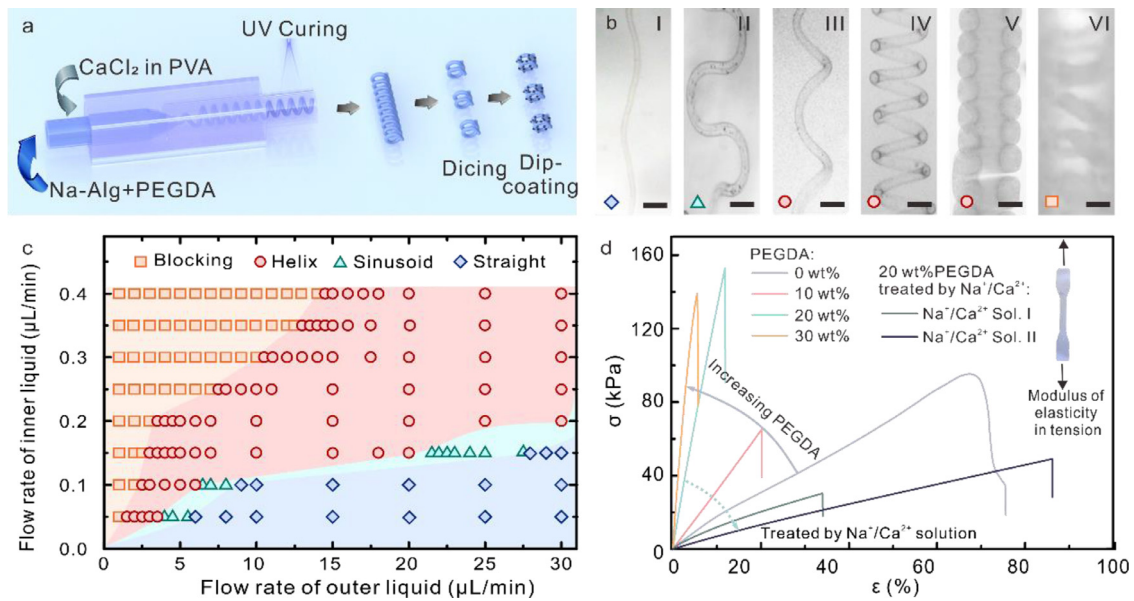 a
UV Curing
CaCl₂ in PVA
Na-Alg+PEGDA
Dicing
Dip-
coating
b
I
II
III
IV
V
VI
c
Blocking
Helix
Sinusoid
Straight
Flow rate of inner liquid (μL/min)
0.4
0.3
0.2
0.1
0.0
0
5
10
15
20
25
30
Flow rate of outer liquid (μL/min)
d
σ (kPa)
160
120
80
40
0
PEGDA:
0 wt%
10 wt%
20 wt%
30 wt%
20 wt%PEGDA
treated by Na⁺/Ca²⁺:
Na⁺/Ca²⁺ Sol. I
Na⁺/Ca²⁺ Sol. II
Modulus of
elasticity
in tension
Increasing PEGDA
Treated by Na⁺/Ca²⁺ solution
0
20
40
60
80
100
ε (%)